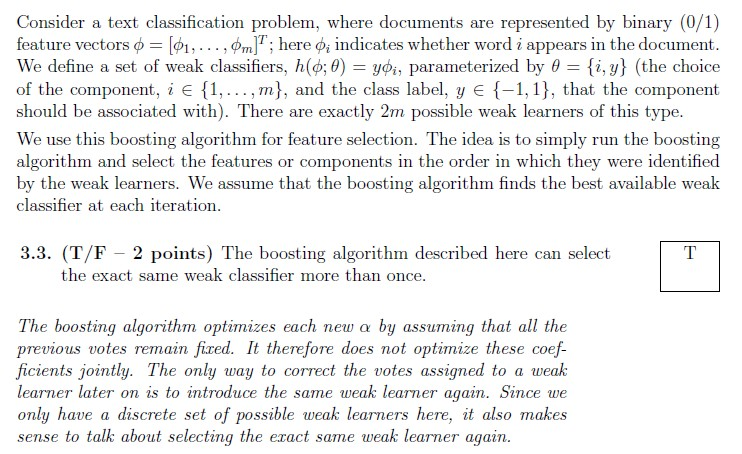 Consider a text classification problem, where documents are represented by binary (0/1)
feature vectors ϕ = [ϕ₁, . . . , ϕₘ]ᵀ; here ϕᵢ indicates whether word i appears in the document.
We define a set of weak classifiers, h(ϕ; θ) = yϕᵢ, parameterized by θ = {i, y} (the choice
of the component, i ∈ {1, . . . , m}, and the class label, y ∈ {−1, 1}, that the component
should be associated with). There are exactly 2m possible weak learners of this type.
We use this boosting algorithm for feature selection. The idea is to simply run the boosting
algorithm and select the features or components in the order in which they were identified
by the weak learners. We assume that the boosting algorithm finds the best available weak
classifier at each iteration.
3.3. (T/F – 2 points) The boosting algorithm described here can select
the exact same weak classifier more than once.
T
The boosting algorithm optimizes each new α by assuming that all the
previous votes remain fixed. It therefore does not optimize these coef-
ficients jointly. The only way to correct the votes assigned to a weak
learner later on is to introduce the same weak learner again. Since we
only have a discrete set of possible weak learners here, it also makes
sense to talk about selecting the exact same weak learner again.